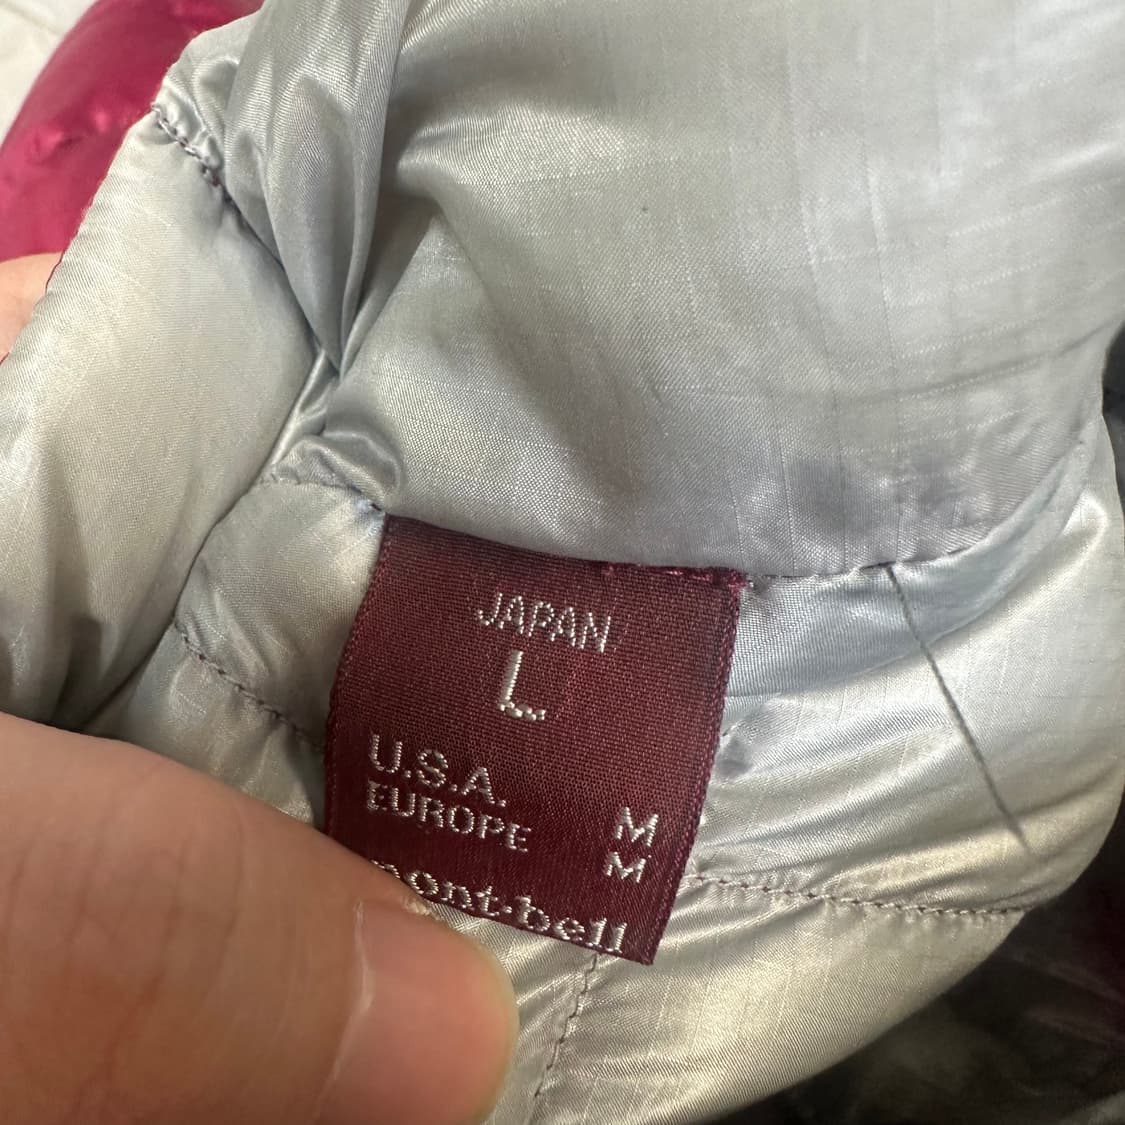 JAPAN
L
U.S.A. M
EUROPE M
mont-bell